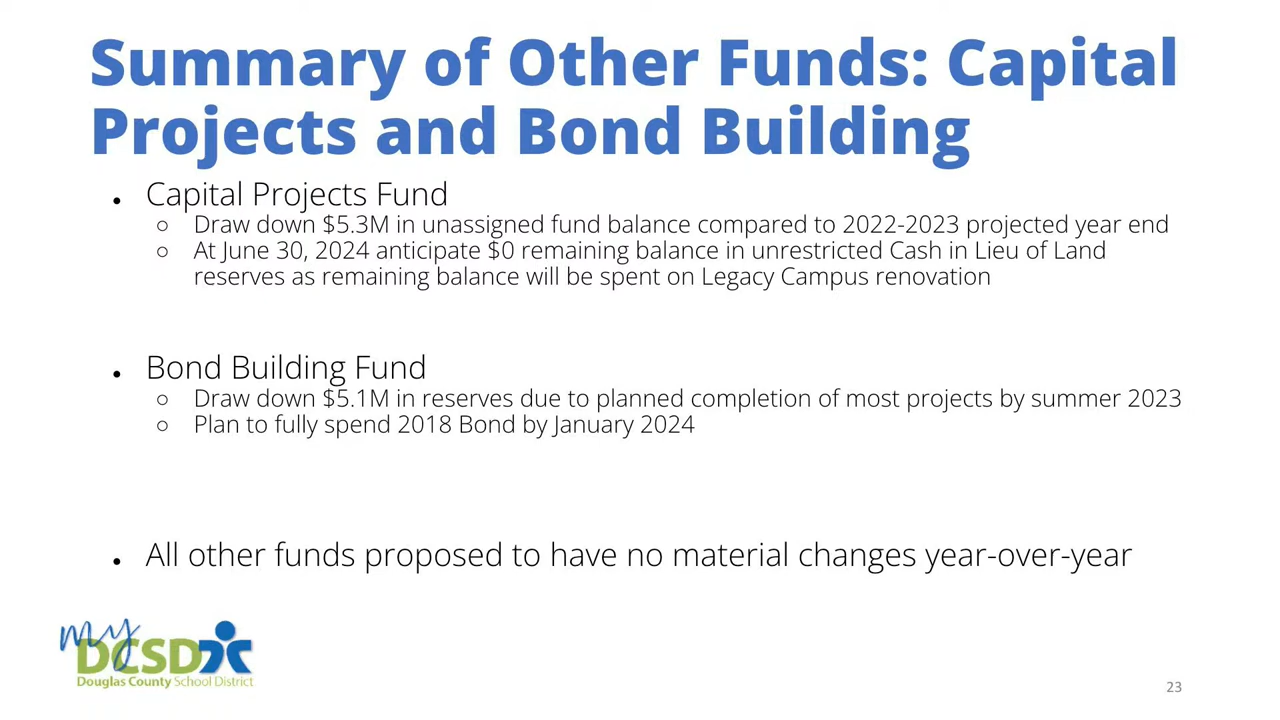 Summary of Other Funds: Capital
Projects and Bond Building
• Capital Projects Fund
○ Draw down $5.3M in unassigned fund balance compared to 2022-2023 projected year end
○ At June 30, 2024 anticipate $0 remaining balance in unrestricted Cash in Lieu of Land
reserves as remaining balance will be spent on Legacy Campus renovation
• Bond Building Fund
○ Draw down $5.1M in reserves due to planned completion of most projects by summer 2023
○ Plan to fully spend 2018 Bond by January 2024
• All other funds proposed to have no material changes year-over-year
my
DCSD
Douglas County School District
23